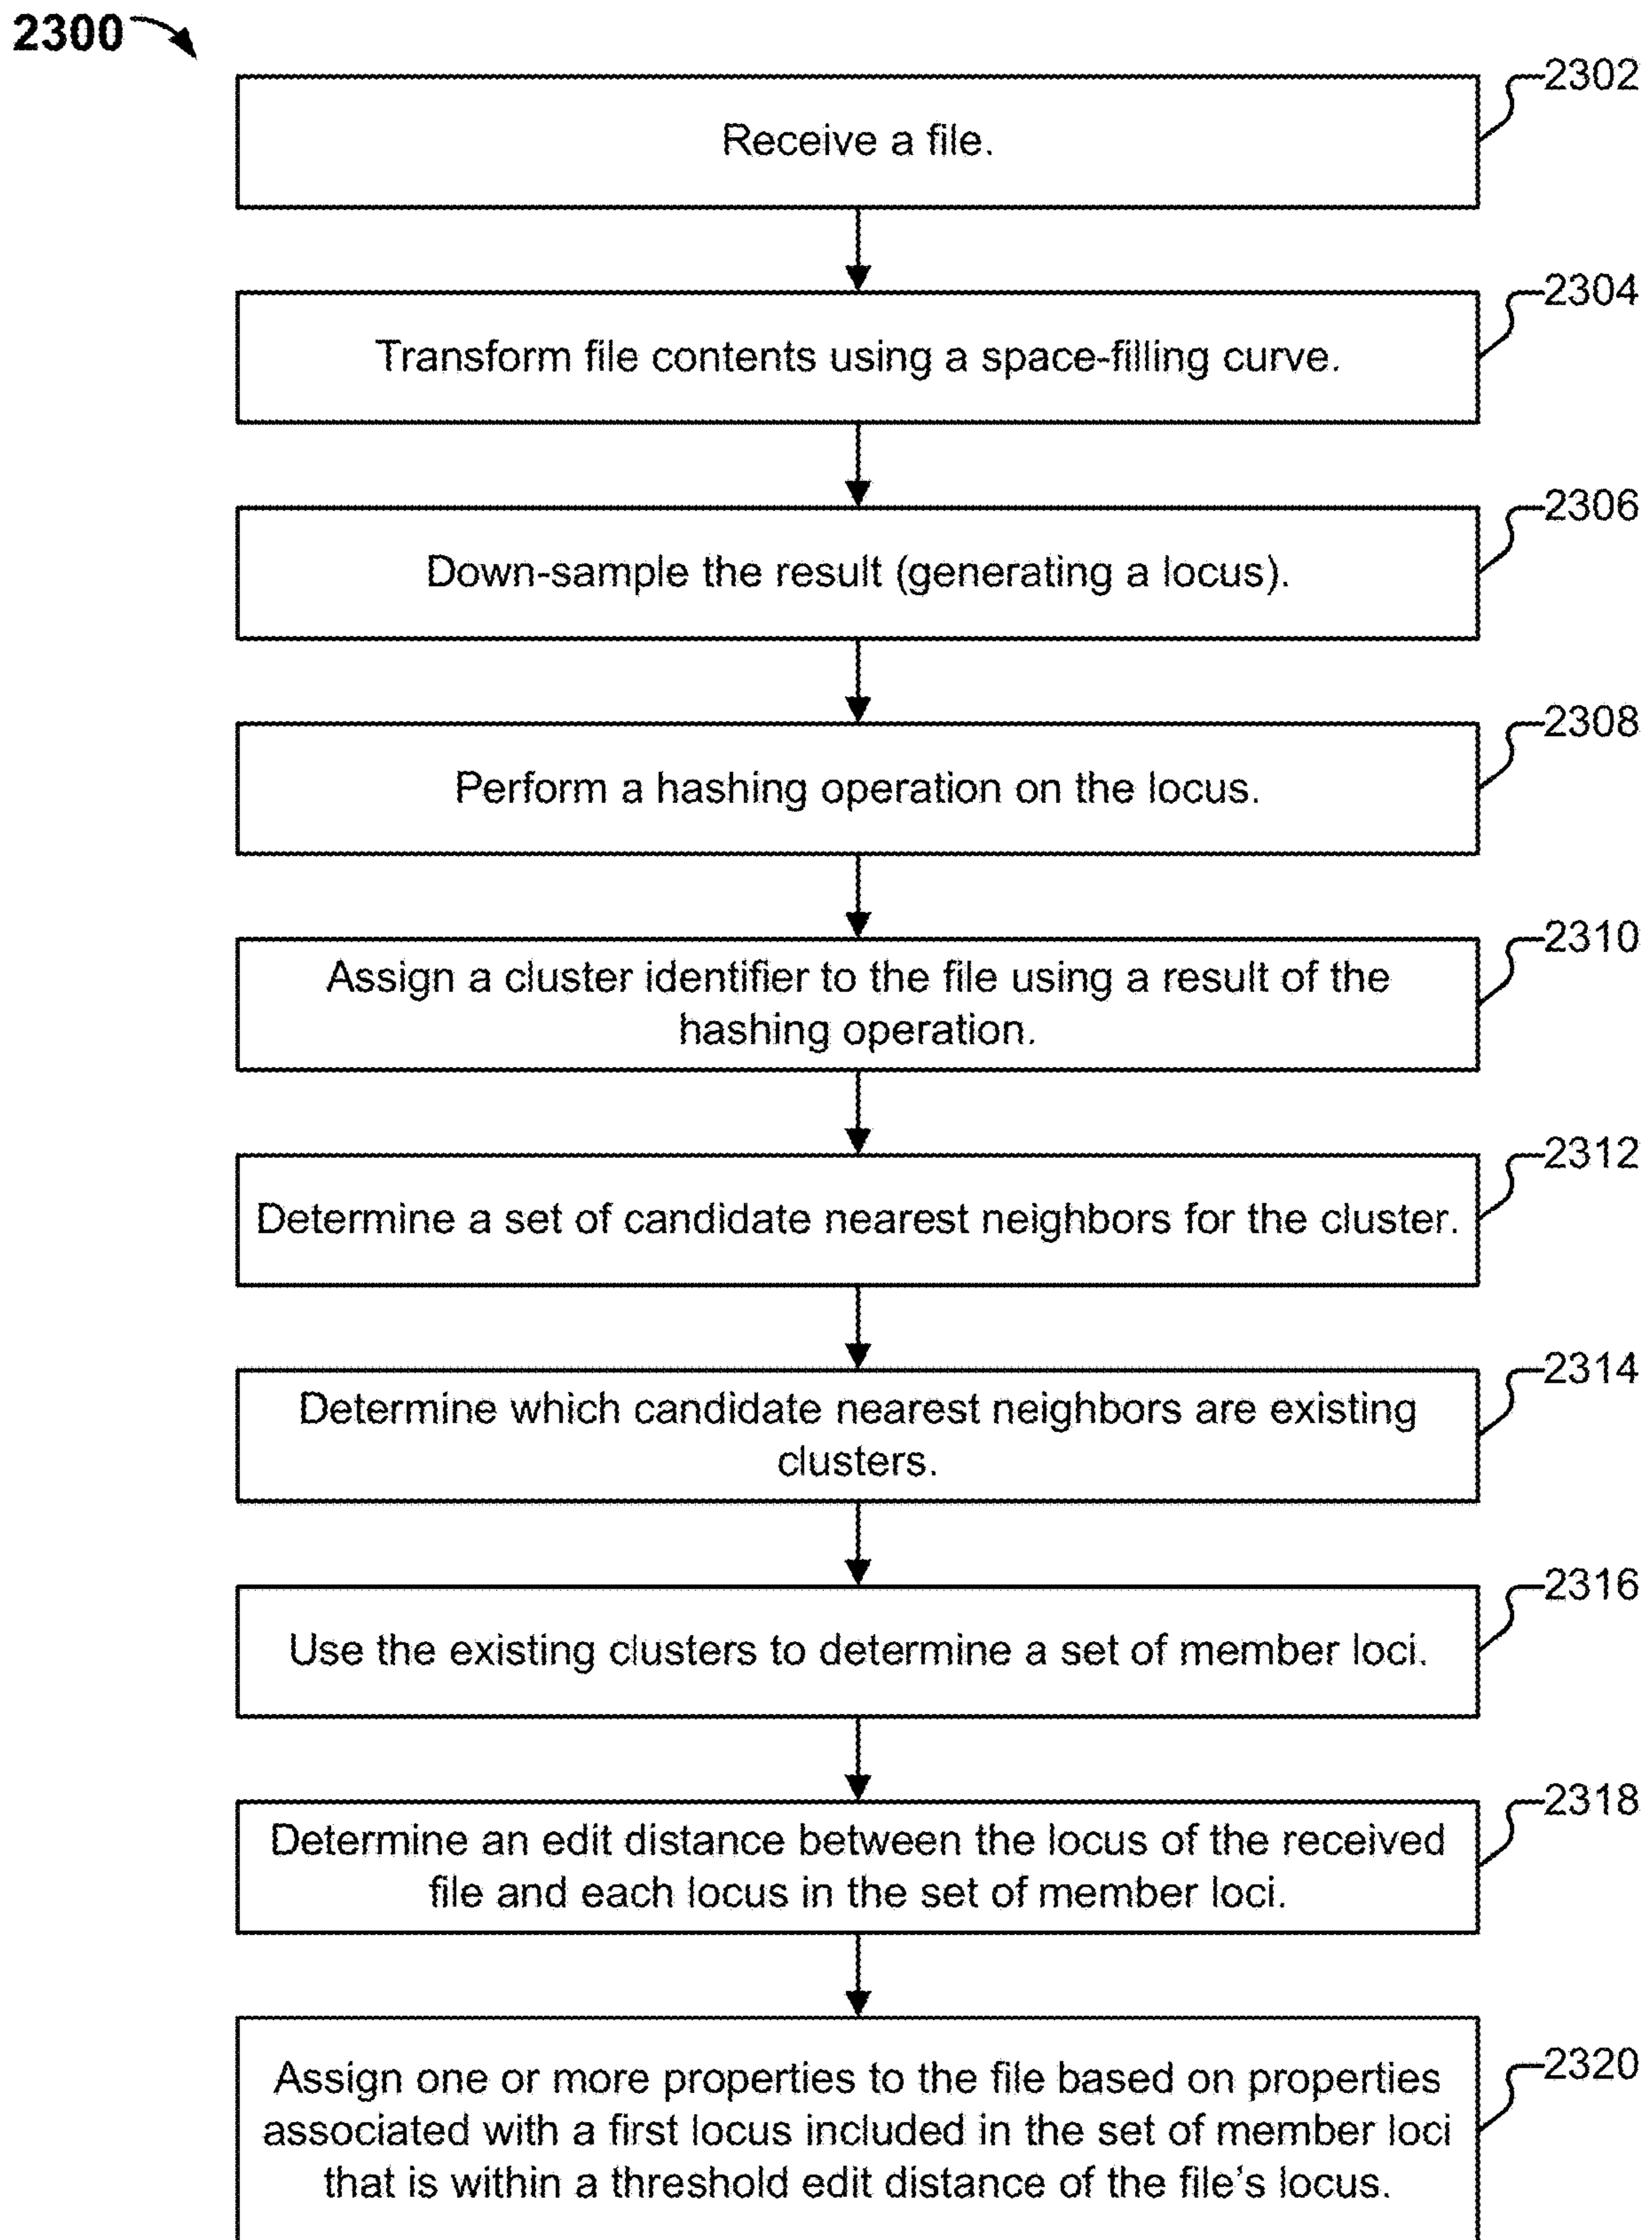 2300
2302
Receive a file.
2304
Transform file contents using a space-filling curve.
2306
Down-sample the result (generating a locus).
2308
Perform a hashing operation on the locus.
2310
Assign a cluster identifier to the file using a result of the
hashing operation.
2312
Determine a set of candidate nearest neighbors for the cluster.
2314
Determine which candidate nearest neighbors are existing
clusters.
2316
Use the existing clusters to determine a set of member loci.
2318
Determine an edit distance between the locus of the received
file and each locus in the set of member loci.
2320
Assign one or more properties to the file based on properties
associated with a first locus included in the set of member loci
that is within a threshold edit distance of the file's locus.